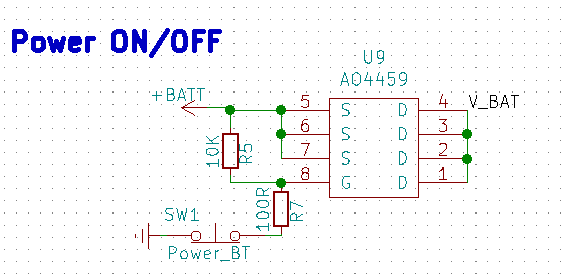 Power ON/OFF
U9
AO4459
+BATT
5 S D 4 V_BAT
6 S D 3
7 S D 2
8 G D 1
10K R5
100R R7
SW1
Power_BT